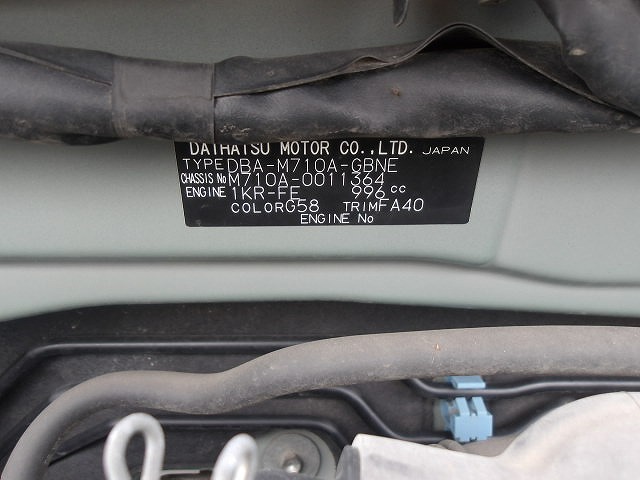 DAIHATSU MOTOR CO.,LTD. JAPAN
TYPE DBA-M710A-GBNE
CHASSIS No M710A-0011364
ENGINE 1KR-FE 996 cc
COLOR G58 TRIM FA40
ENGINE No